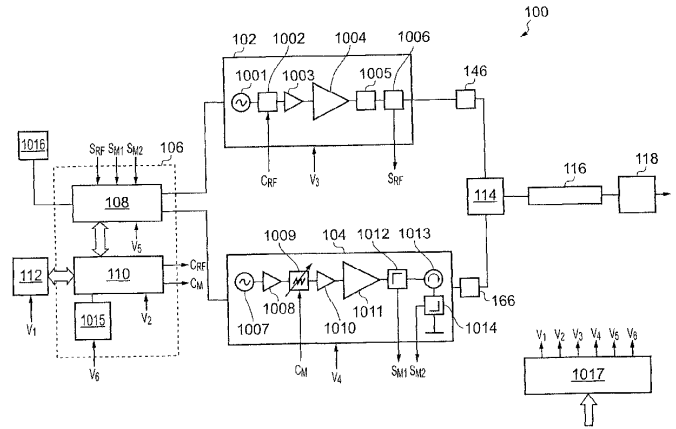 100
102
1002
1004
1006
1001
1003
1005
146
1016
106
S_RF S_M1 S_M2
C_RF
V_3
S_RF
108
114
116
118
V_5
112
110
C_RF
C_M
104
1012
1013
1009
1008
1010
1011
1007
166
1014
V_1
1015
V_2
V_6
C_M
V_4
S_M1 S_M2
V_1 V_2 V_3 V_4 V_5 V_6
1017